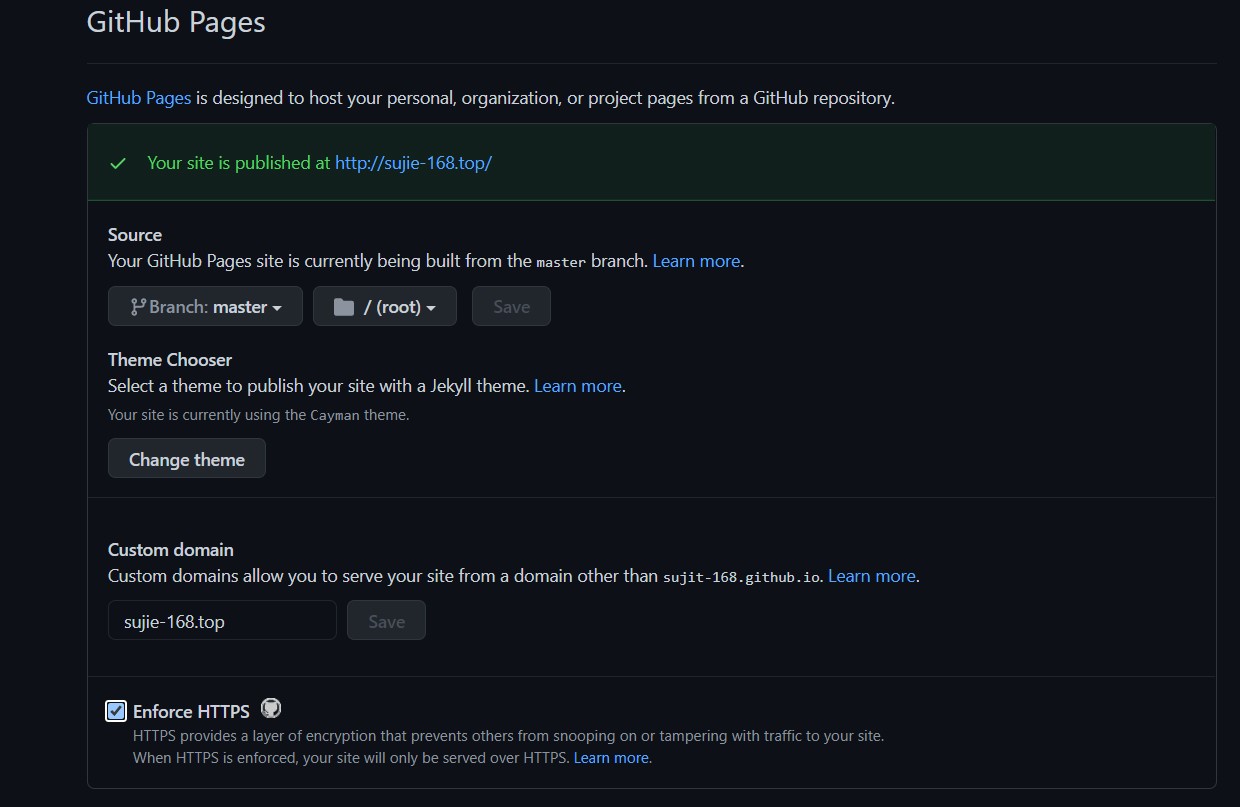 GitHub Pages
GitHub Pages is designed to host your personal, organization, or project pages from a GitHub repository.
Your site is published at http://sujie-168.top/
Source
Your GitHub Pages site is currently being built from the master branch. Learn more.
Branch: master / (root) Save
Theme Chooser
Select a theme to publish your site with a Jekyll theme. Learn more.
Your site is currently using the Cayman theme.
Change theme
Custom domain
Custom domains allow you to serve your site from a domain other than sujit-168.github.io. Learn more.
sujie-168.top Save
Enforce HTTPS
HTTPS provides a layer of encryption that prevents others from snooping on or tampering with traffic to your site.
When HTTPS is enforced, your site will only be served over HTTPS. Learn more.